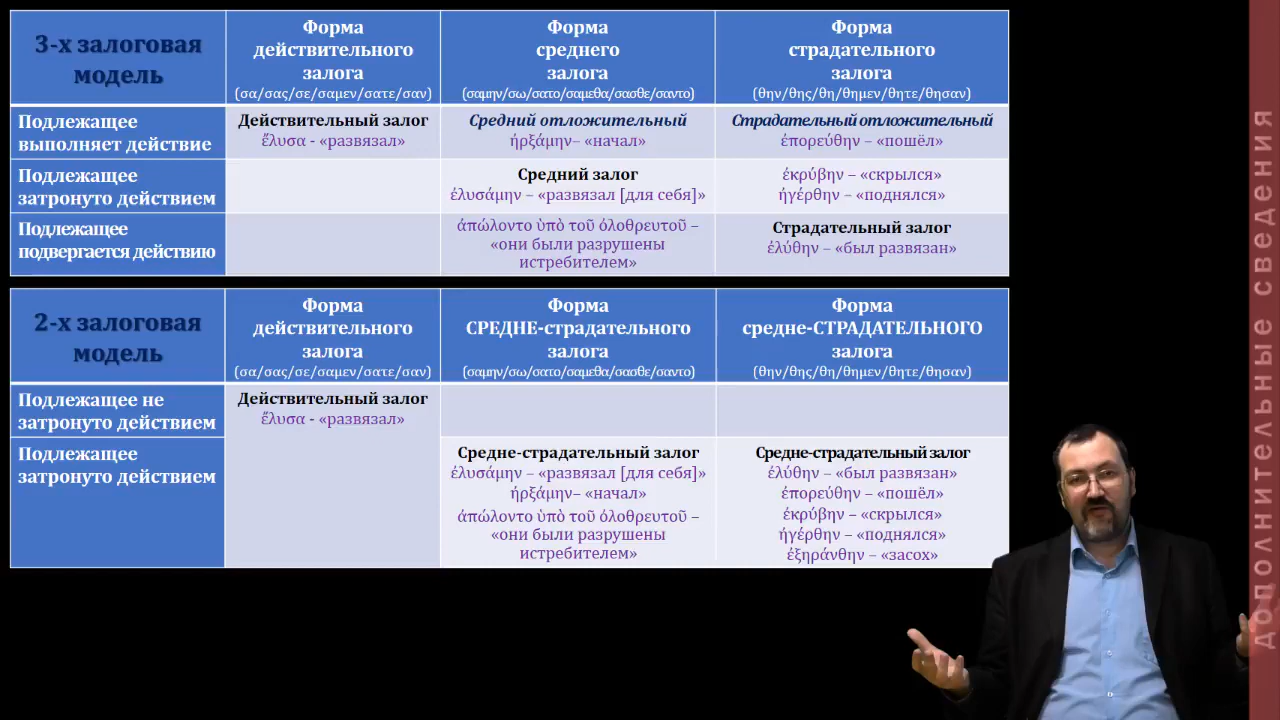 3-х залоговая
модель
Форма
действительного
залога
(σα/σας/σε/σαμεν/σατε/σαν)
Форма
среднего
залога
(σαμην/σω/σατο/σαμεθα/σασθε/σαντο)
Форма
страдательного
залога
(θην/θης/θη/θημεν/θητε/θησαν)
Подлежащее
выполняет действие
Действительный залог
ἔλυσα - «развязал»
Средний отложительный
ἠρξάμην– «начал»
Страдательный отложительный
ἐπορεύθην – «пошёл»
Подлежащее
затронуто действием
Средний залог
ἐλυσάμην – «развязал [для себя]»
ἐκρύβην – «скрылся»
ἠγέρθην – «поднялся»
Подлежащее
подвергается действию
ἀπώλοντο ὑπὸ τοῦ ὀλοθρευτοῦ –
«они были разрушены
истребителем»
Страдательный залог
ἐλύθην – «был развязан»
2-х залоговая
модель
Форма
действительного
залога
(σα/σας/σε/σαμεν/σατε/σαν)
Форма
СРЕДНЕ-страдательного
залога
(σαμην/σω/σατο/σαμεθα/σασθε/σαντο)
Форма
средне-СТРАДАТЕЛЬНОГО
залога
(θην/θης/θη/θημεν/θητε/θησαν)
Подлежащее не
затронуто действием
Действительный залог
ἔλυσα - «развязал»
Подлежащее
затронуто действием
Средне-страдательный залог
ἐλυσάμην – «развязал [для себя]»
ἠρξάμην– «начал»
ἀπώλοντο ὑπὸ τοῦ ὀλοθρευτοῦ –
«они были разрушены
истребителем»
Средне-страдательный залог
ἐλύθην – «был развязан»
ἐπορεύθην – «пошёл»
ἐκρύβην – «скрылся»
ἠγέρθην – «поднялся»
ἐξηράνθην – «засох»
дополнительные сведения